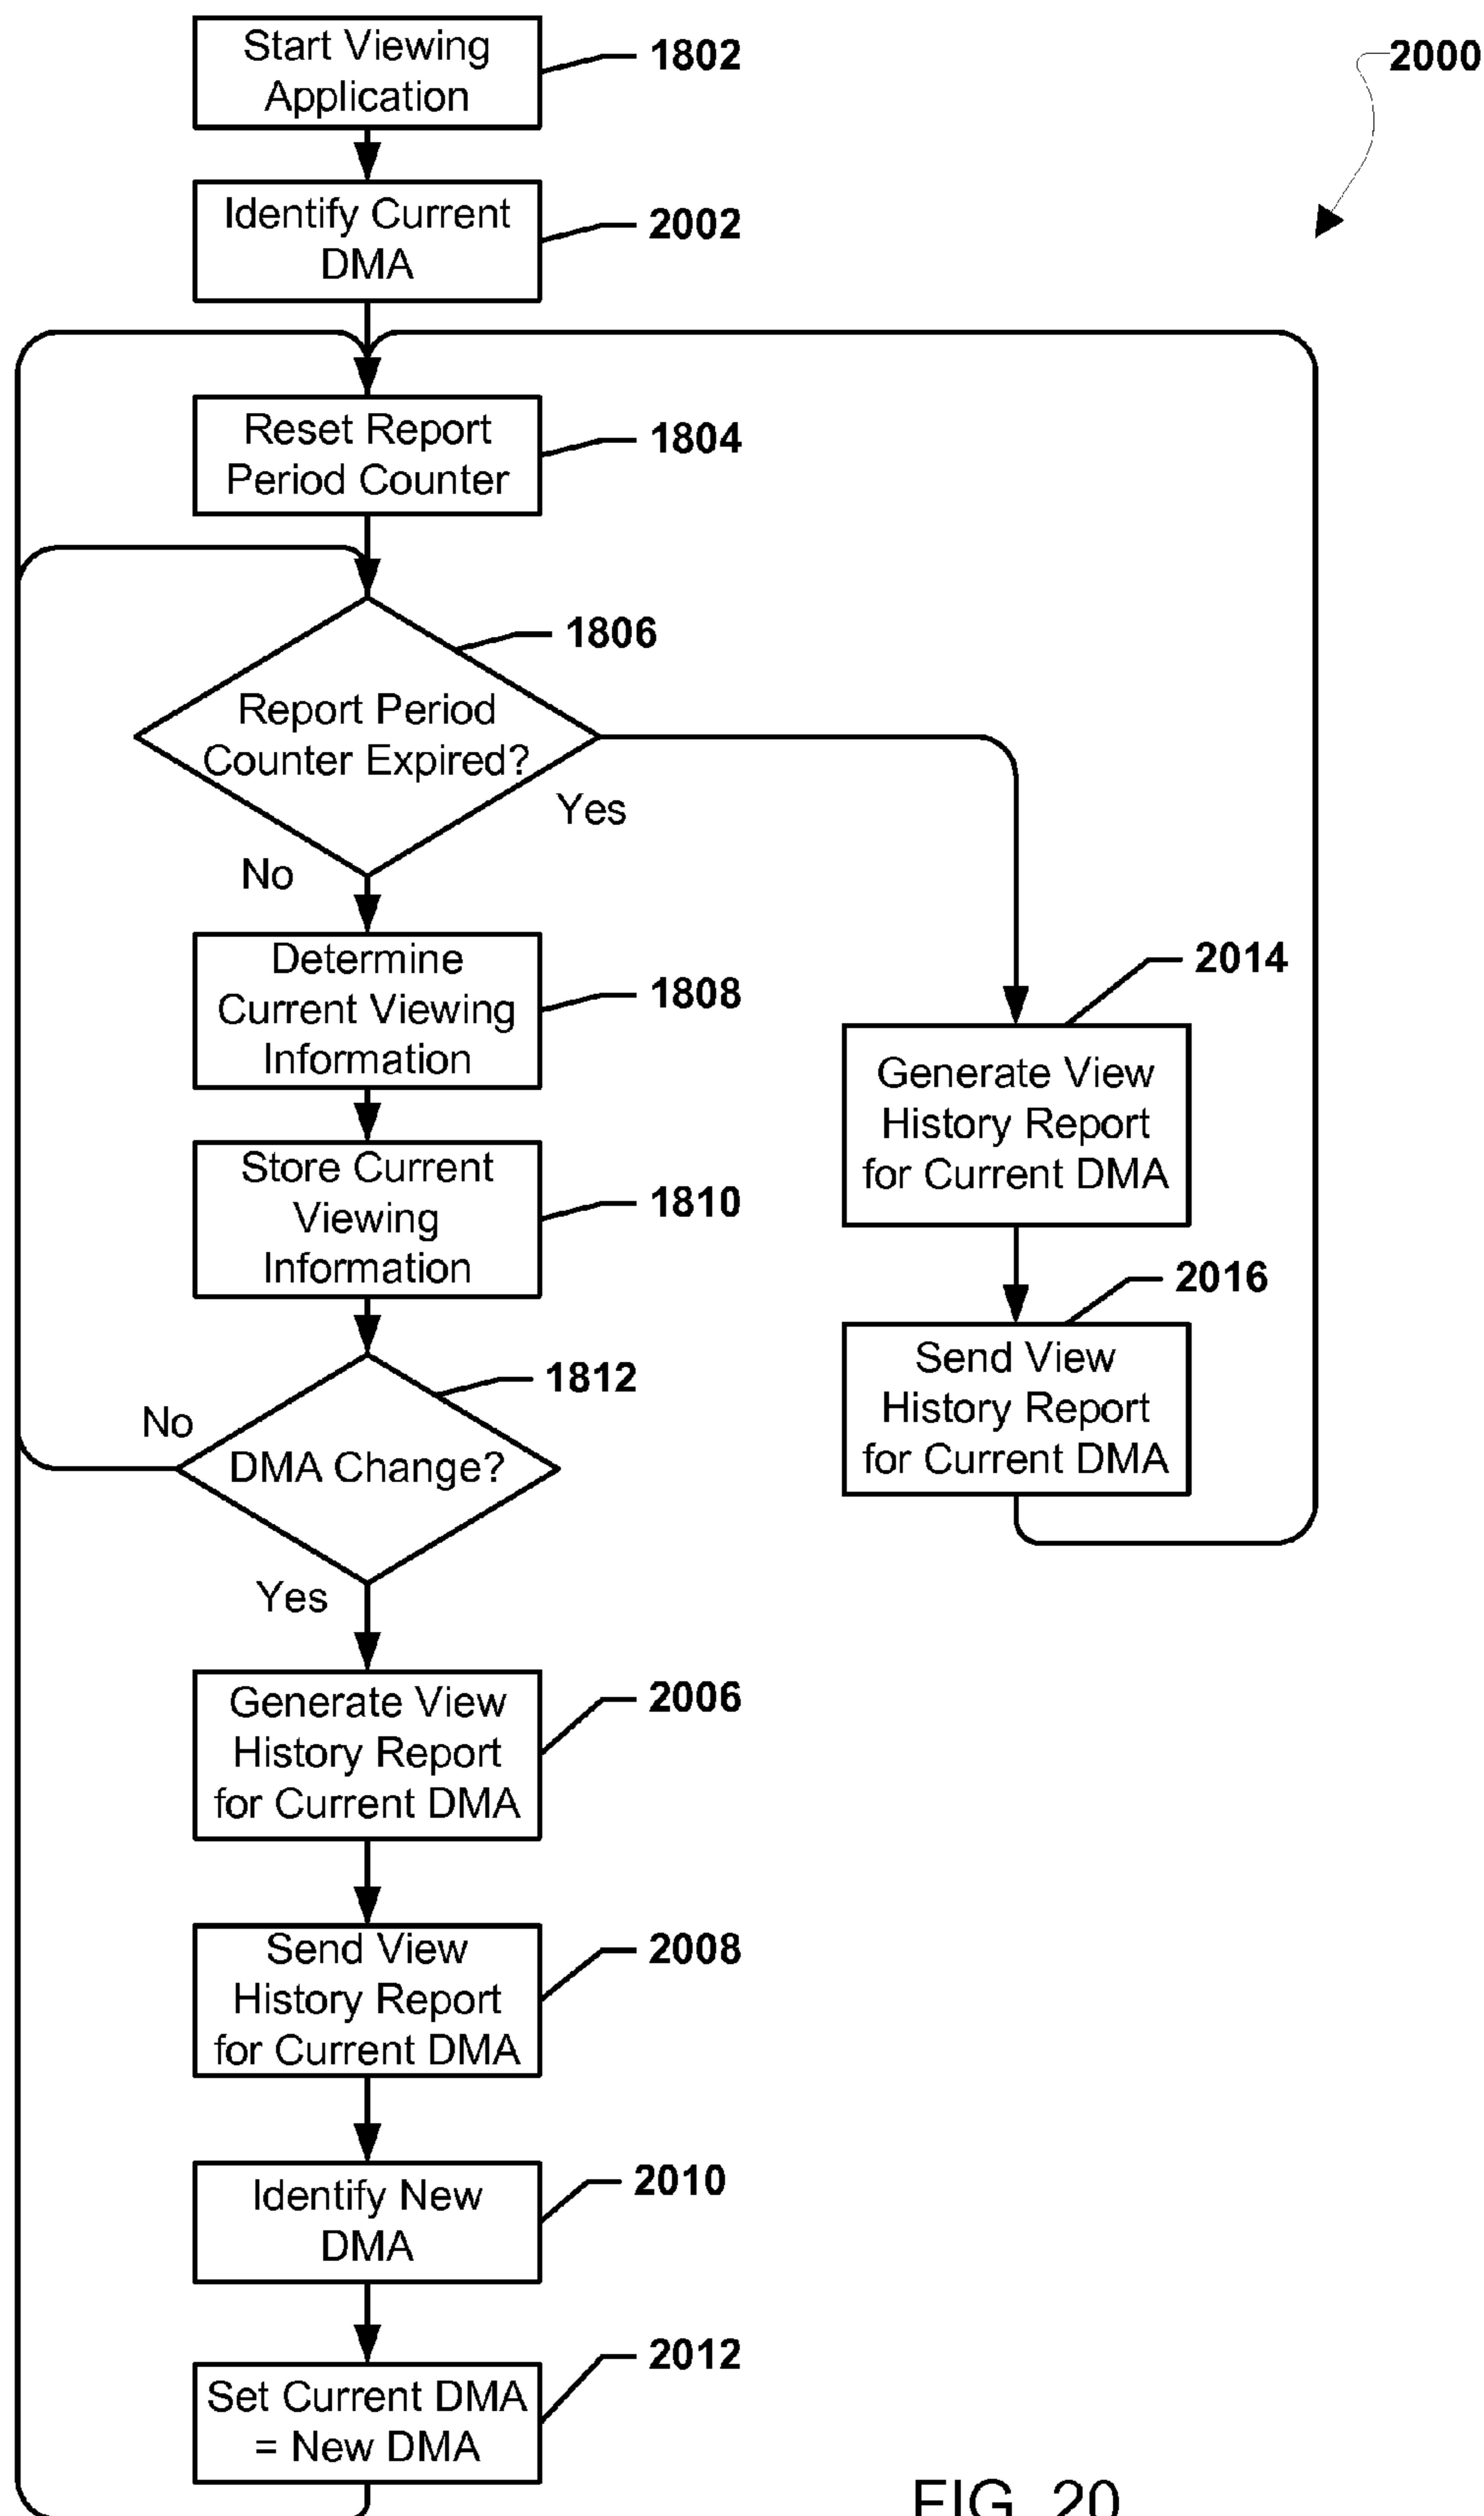 Start Viewing
Application
1802
2000
Identify Current
DMA
2002
Reset Report
Period Counter
1804
1806
Report Period
Counter Expired?
Yes
No
Determine
Current Viewing
Information
1808
2014
Generate View
History Report
for Current DMA
Store Current
Viewing
Information
1810
2016
Send View
History Report
for Current DMA
1812
No
DMA Change?
Yes
Generate View
History Report
for Current DMA
2006
Send View
History Report
for Current DMA
2008
Identify New
DMA
2010
Set Current DMA
= New DMA
2012
FIG. 20